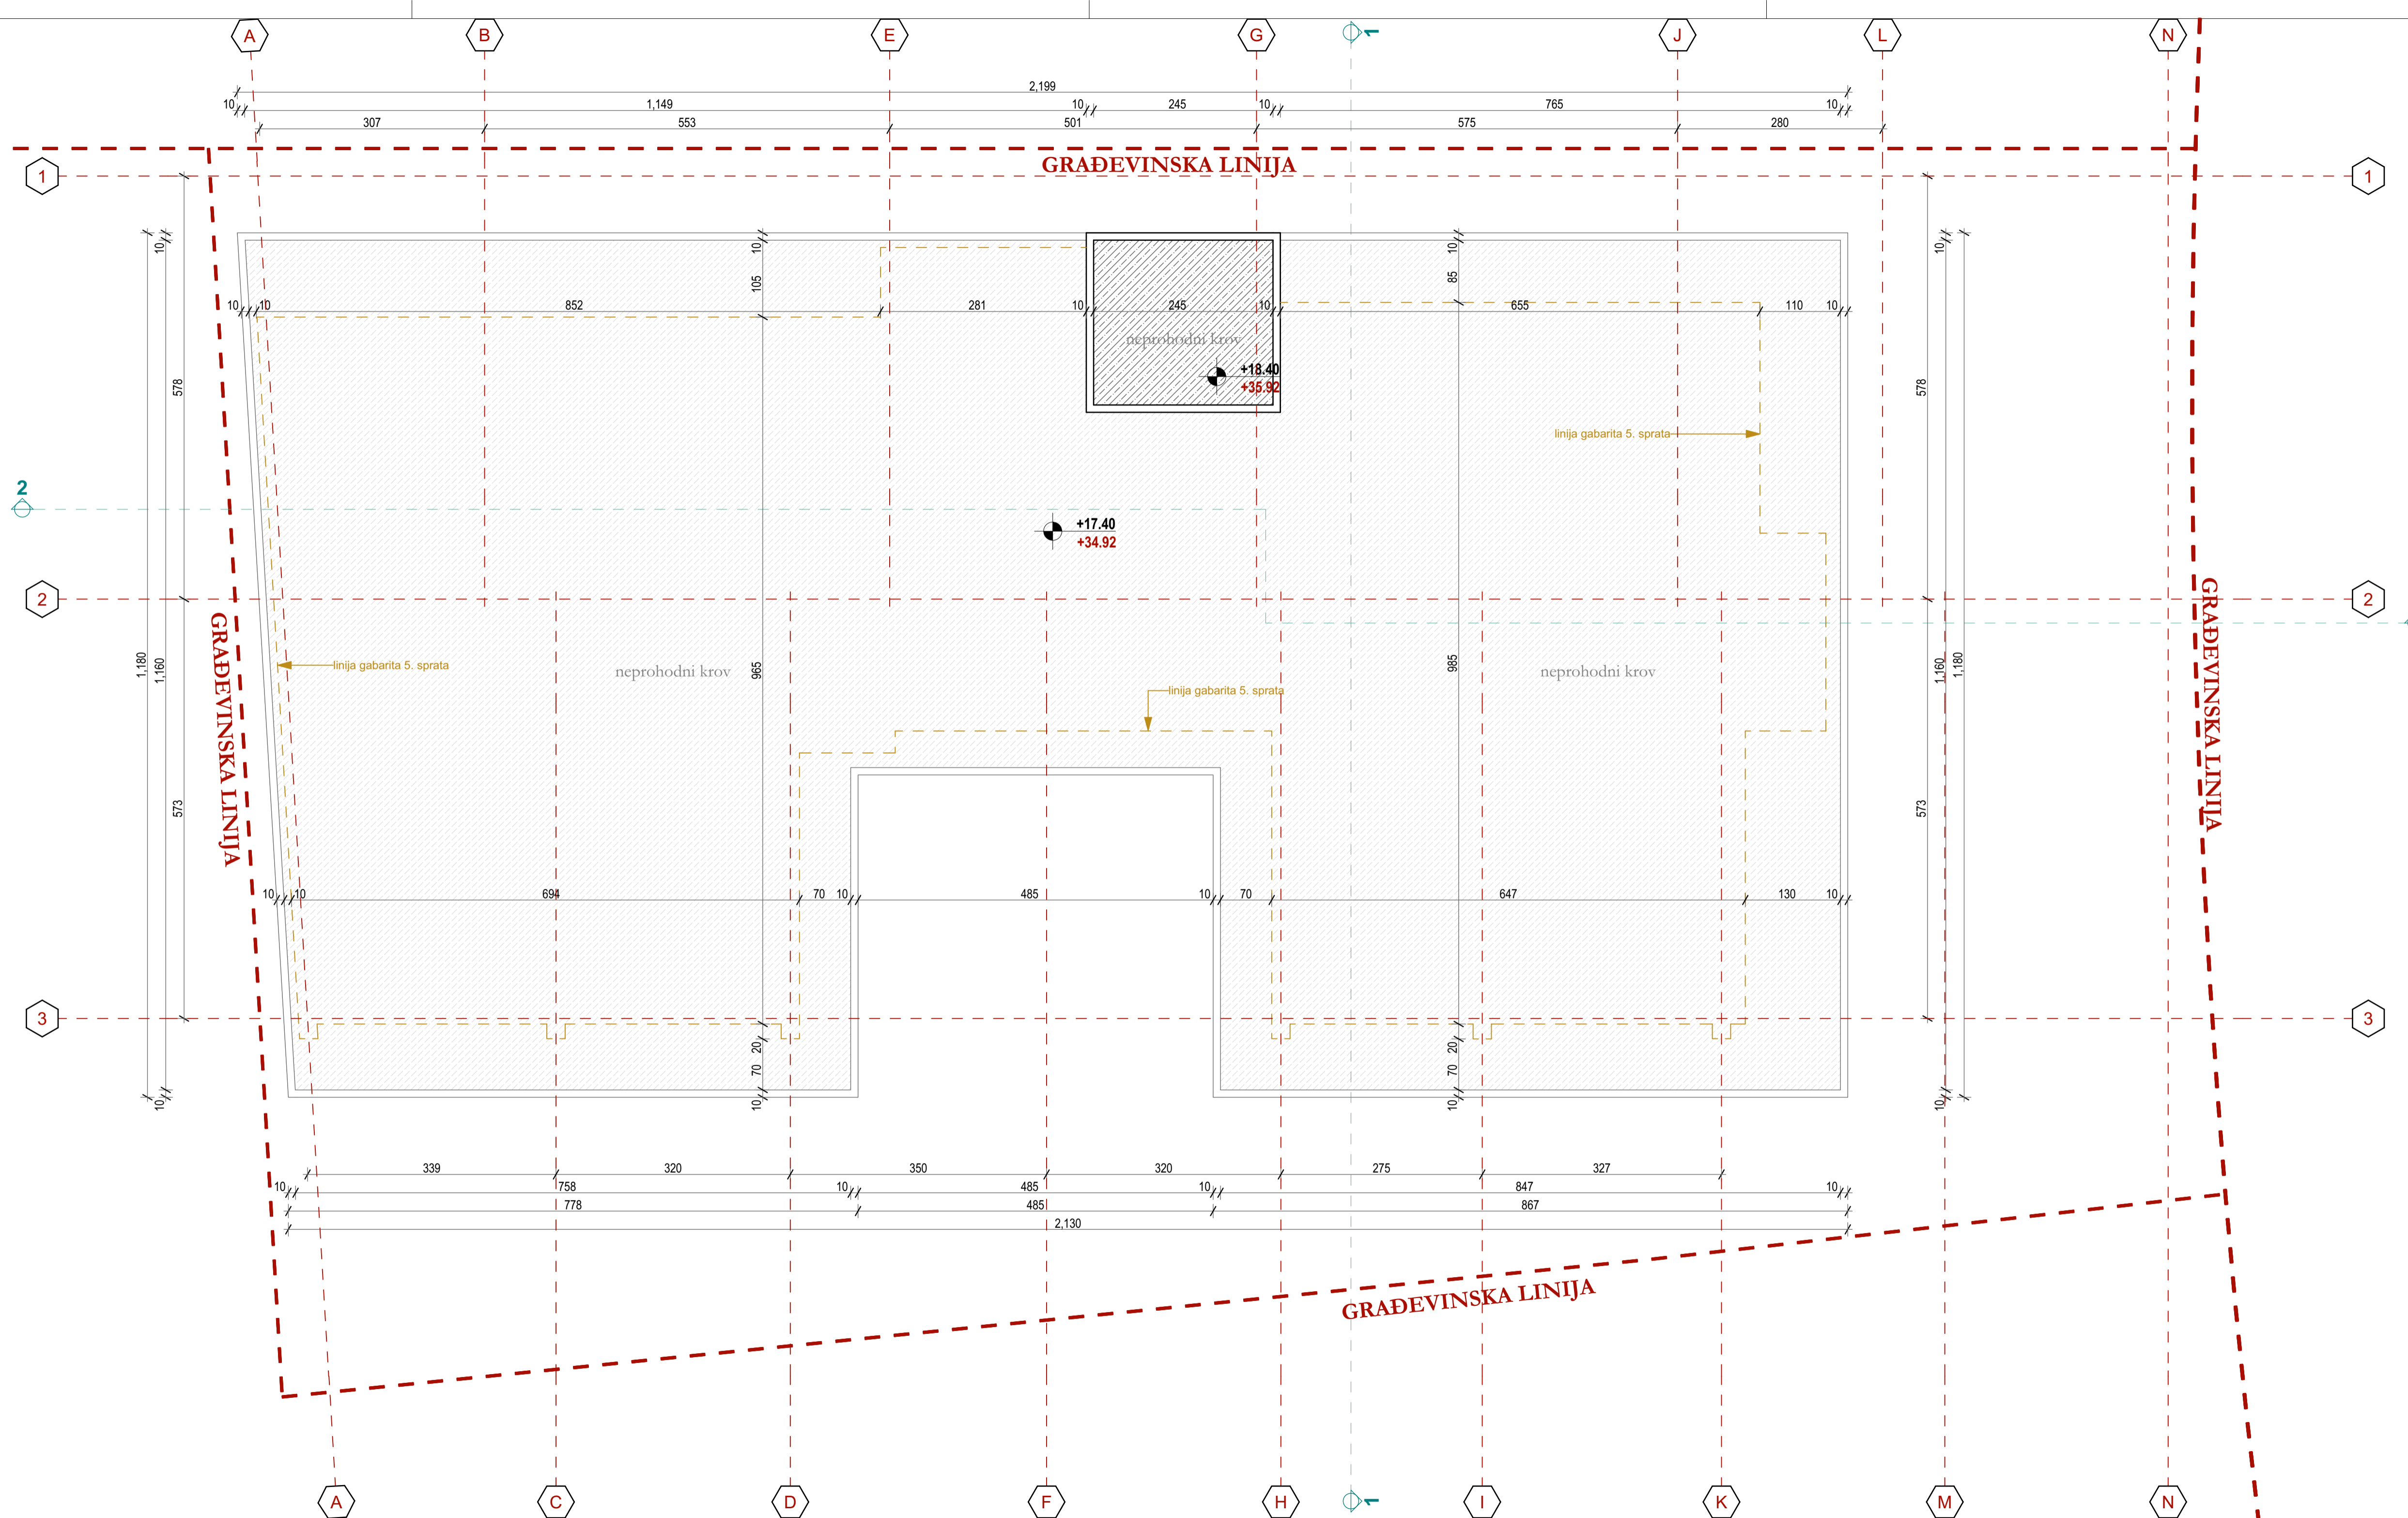 A B E G 1 J L N
2,199
10 1,149 10 245 10 765 10
307 553 501 575 280
GRAĐEVINSKA LINIJA
1 1
10 10 10 10
105 85
10 10 852 281 10 245 10 655 110 10
neprohodni krov
+18.40
+35.92
578 578
linija gabarita 5. sprata
2
+17.40
+34.92
2 2
GRAĐEVINSKA LINIJA
GRAĐEVINSKA LINIJA
1,180 1,160 965 985 1,160 1,180
linija gabarita 5. sprata
neprohodni krov neprohodni krov
linija gabarita 5. sprata
573 573
10 10 694 70 10 485 10 70 647 130 10
3 3
20 20
70 70
10 10 10 10
339 320 350 320 275 327
10 758 10 485 10 847 10
778 485 867
2,130
GRAĐEVINSKA LINIJA
A C D F H 1 I K M N